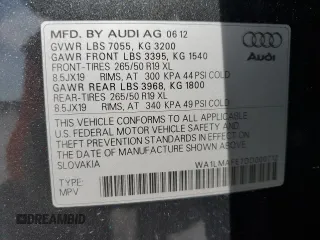 MFD. BY AUDI AG 06 12
GVWR LBS 7055, KG 3200
GAWR FRONT LBS 3395, KG 1540
FRONT-TIRES 265/50 R19 XL
8.5JX19 RIMS, AT 300 KPA 44 PSI COLD
GAWR REAR LBS 3968, KG 1800
REAR-TIRES 265/50 R19 XL
8.5JX19 RIMS, AT 340 KPA 49 PSI COLD
Audi
THIS VEHICLE CONFORMS TO ALL APPLICABLE
U.S. FEDERAL MOTOR VEHICLE SAFETY
STANDARDS IN EFFECT ON THE DATE OF
MANUFACTURE SHOWN ABOVE.
SLOVAKIA
TYPE:
MPV
DREAMBID